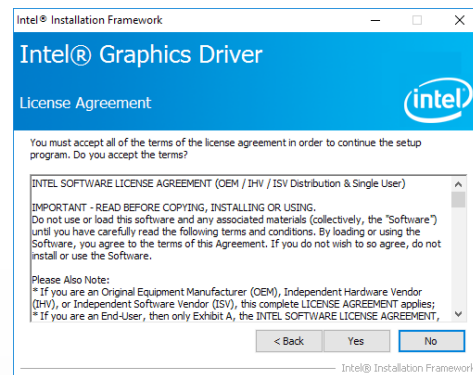 Intel® Installation Framework
Intel® Graphics Driver
License Agreement
intel
You must accept all of the terms of the license agreement in order to continue the setup
program. Do you accept the terms?
INTEL SOFTWARE LICENSE AGREEMENT (OEM / IHV / ISV Distribution & Single User)
IMPORTANT - READ BEFORE COPYING, INSTALLING OR USING.
Do not use or load this software and any associated materials (collectively, the "Software")
until you have carefully read the following terms and conditions. By loading or using the
Software, you agree to the terms of this Agreement. If you do not wish to so agree, do not
install or use the Software.
Please Also Note:
* If you are an Original Equipment Manufacturer (OEM), Independent Hardware Vendor
(IHV), or Independent Software Vendor (ISV), this complete LICENSE AGREEMENT applies;
* If you are an End-User, then only Exhibit A, the INTEL SOFTWARE LICENSE AGREEMENT,
< Back Yes No
Intel® Installation Framework